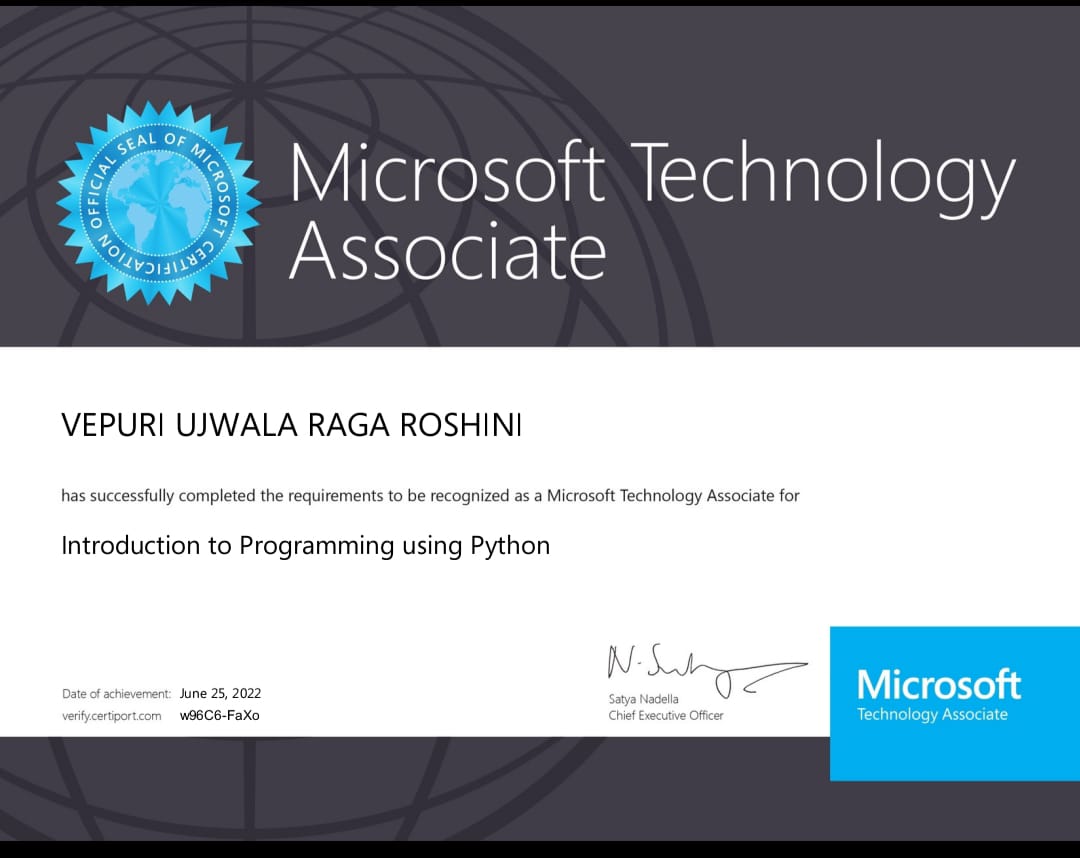 OFFICIAL SEAL OF MICROSOFT CERTIFICATION
Microsoft Technology
Associate
VEPURI UJWALA RAGA ROSHINI
has successfully completed the requirements to be recognized as a Microsoft Technology Associate for
Introduction to Programming using Python
N. Satya
Date of achievement: June 25, 2022
verify.certiport.com w96C6-FaXo
Satya Nadella
Chief Executive Officer
Microsoft
Technology Associate